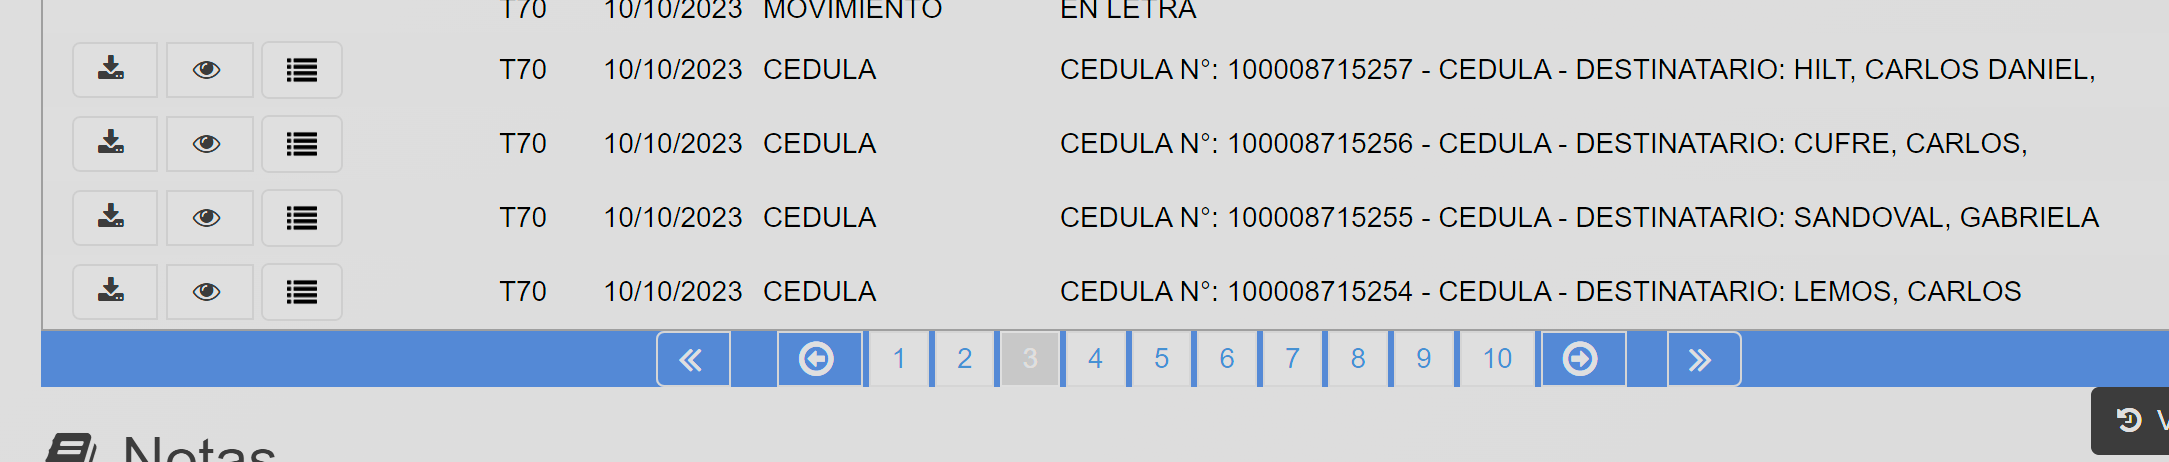 T70 10/10/2023 MOVIMIENTO EN LETRA
T70 10/10/2023 CEDULA CEDULA N°: 100008715257 - CEDULA - DESTINATARIO: HILT, CARLOS DANIEL,
T70 10/10/2023 CEDULA CEDULA N°: 100008715256 - CEDULA - DESTINATARIO: CUFRE, CARLOS,
T70 10/10/2023 CEDULA CEDULA N°: 100008715255 - CEDULA - DESTINATARIO: SANDOVAL, GABRIELA
T70 10/10/2023 CEDULA CEDULA N°: 100008715254 - CEDULA - DESTINATARIO: LEMOS, CARLOS
1 2 3 4 5 6 7 8 9 10
Notas